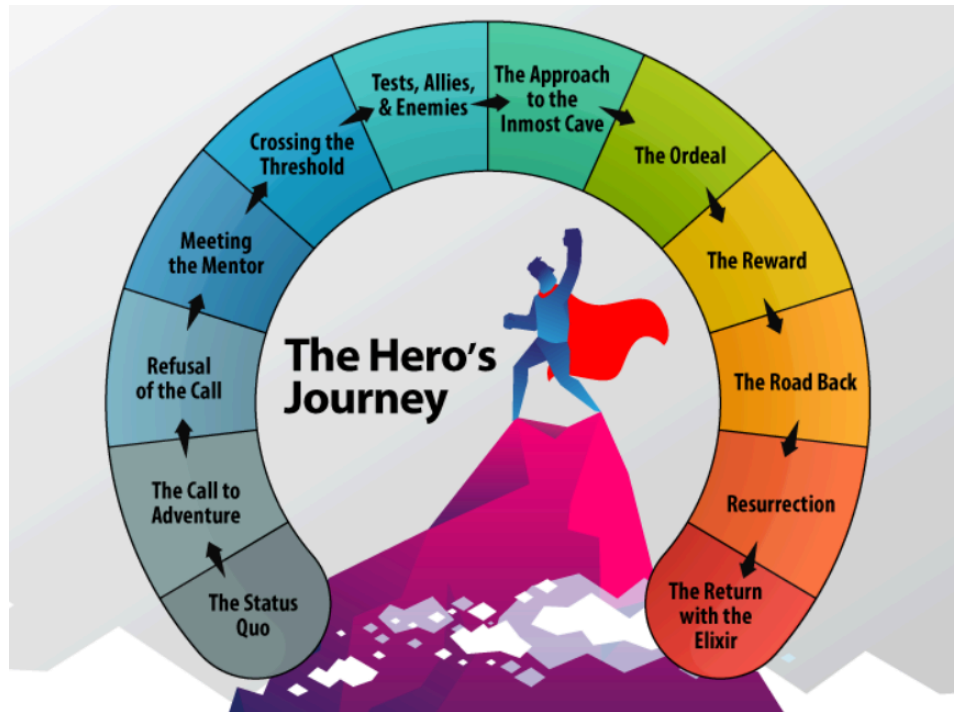 The Hero's
Journey
The Status
Quo
The Call to
Adventure
Refusal
of the Call
Meeting
the Mentor
Crossing the
Threshold
Tests, Allies,
& Enemies
The Approach
to the
Inmost Cave
The Ordeal
The Reward
The Road Back
Resurrection
The Return
with the
Elixir